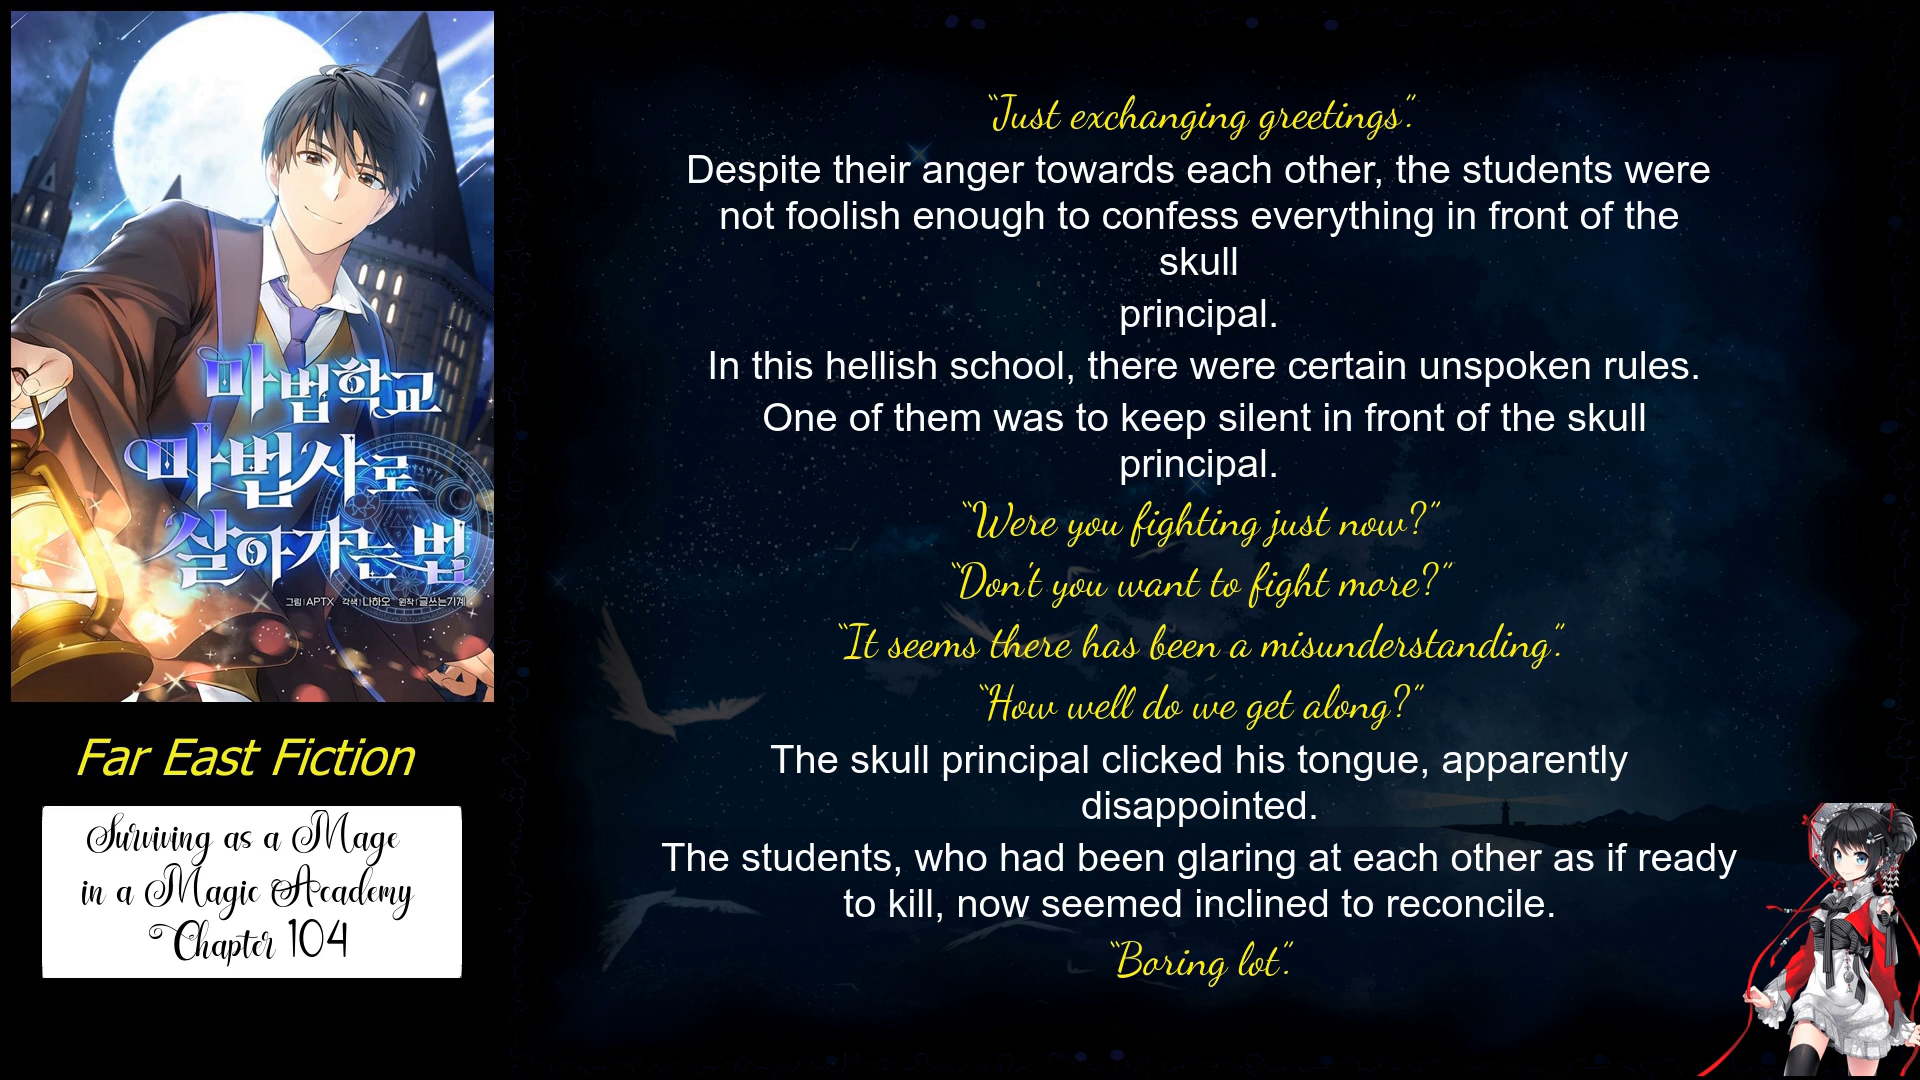 마법학교
마법사로
살아가는 법
그림|APTX 각색|나하오 원작|글쓰는기계
Far East Fiction
Surviving as a Mage
in a Magic Academy
Chapter 104
“Just exchanging greetings”.
Despite their anger towards each other, the students were
not foolish enough to confess everything in front of the
skull
principal.
In this hellish school, there were certain unspoken rules.
One of them was to keep silent in front of the skull
principal.
“Were you fighting just now?”
“Don't you want to fight more?”
“It seems there has been a misunderstanding”.
“How well do we get along?”
The skull principal clicked his tongue, apparently
disappointed.
The students, who had been glaring at each other as if ready
to kill, now seemed inclined to reconcile.
“Boring lot”.